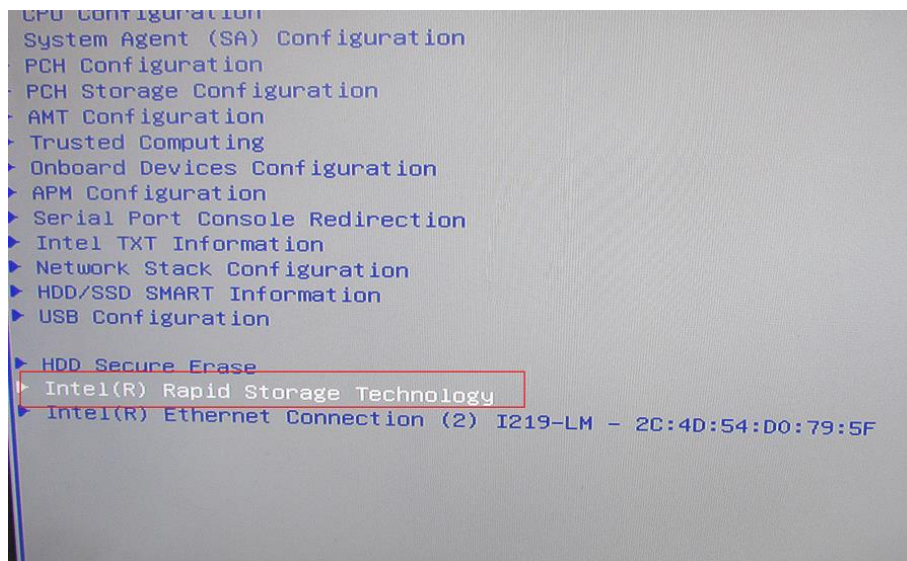 CPU Configuration
System Agent (SA) Configuration
PCH Configuration
PCH Storage Configuration
AMT Configuration
Trusted Computing
Onboard Devices Configuration
APM Configuration
Serial Port Console Redirection
Intel TXT Information
Network Stack Configuration
HDD/SSD SMART Information
USB Configuration
HDD Secure Erase
Intel(R) Rapid Storage Technology
Intel(R) Ethernet Connection (2) I219-LM - 2C:4D:54:D0:79:5F